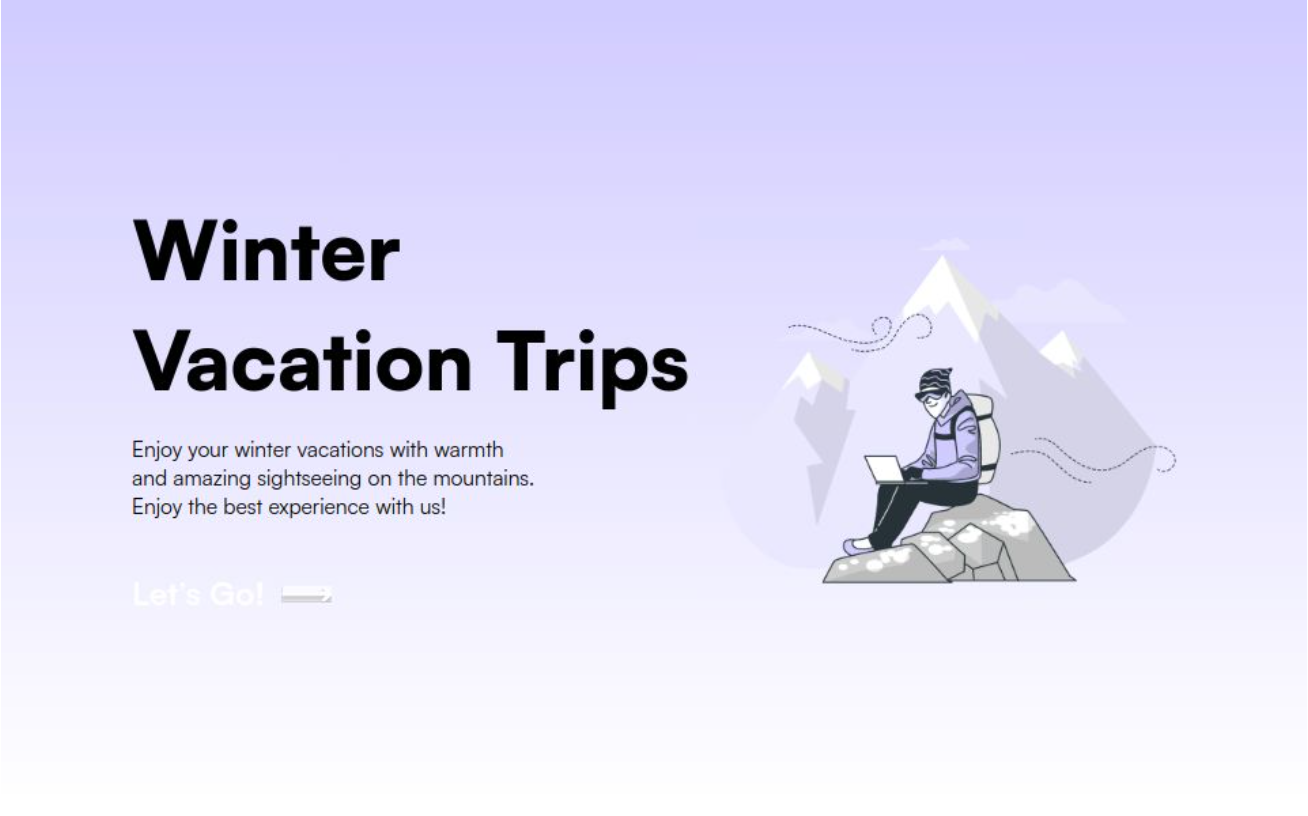 Winter
Vacation Trips
Enjoy your winter vacations with warmth
and amazing sightseeing on the mountains.
Enjoy the best experience with us!
Let's Go!